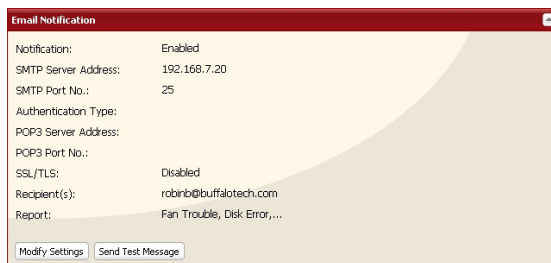 Email Notification
Notification: Enabled
SMTP Server Address: 192.168.7.20
SMTP Port No.: 25
Authentication Type:
POP3 Server Address:
POP3 Port No.:
SSL/TLS: Disabled
Recipient(s): robinb@buffalotech.com
Report: Fan Trouble, Disk Error,...
Modify Settings Send Test Message